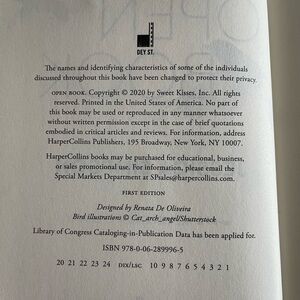 DEY ST.
The names and identifying characteristics of some of the individuals
discussed throughout this book have been changed to protect their privacy.
OPEN BOOK. Copyright © 2020 by Sweet Kisses, Inc. All rights
reserved. Printed in the United States of America. No part of
this book may be used or reproduced in any manner whatsoever
without written permission except in the case of brief quotations
embodied in critical articles and reviews. For information, address
HarperCollins Publishers, 195 Broadway, New York, NY 10007.
HarperCollins books may be purchased for educational, business,
or sales promotional use. For information, please email the
Special Markets Department at SPsales@harpercollins.com.
FIRST EDITION
Designed by Renata De Oliveira
Bird illustrations © Cat_arch_angel/Shutterstock
Library of Congress Cataloging-in-Publication Data has been applied for.
ISBN 978-0-06-289996-5
20 21 22 23 24 DIX/LSC 10 9 8 7 6 5 4 3 2 1